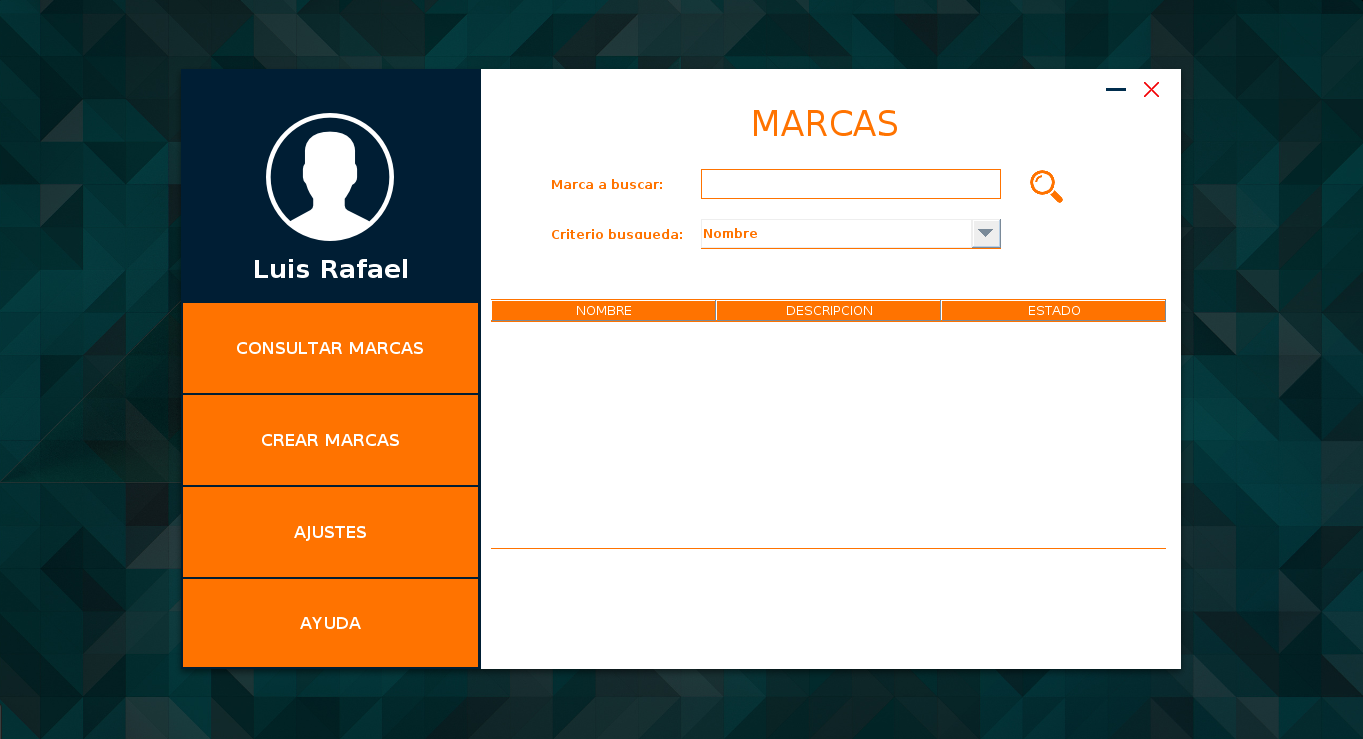 Luis Rafael
CONSULTAR MARCAS
CREAR MARCAS
AJUSTES
AYUDA
MARCAS
Marca a buscar:
Criterio busqueda: Nombre
NOMBRE DESCRIPCION ESTADO